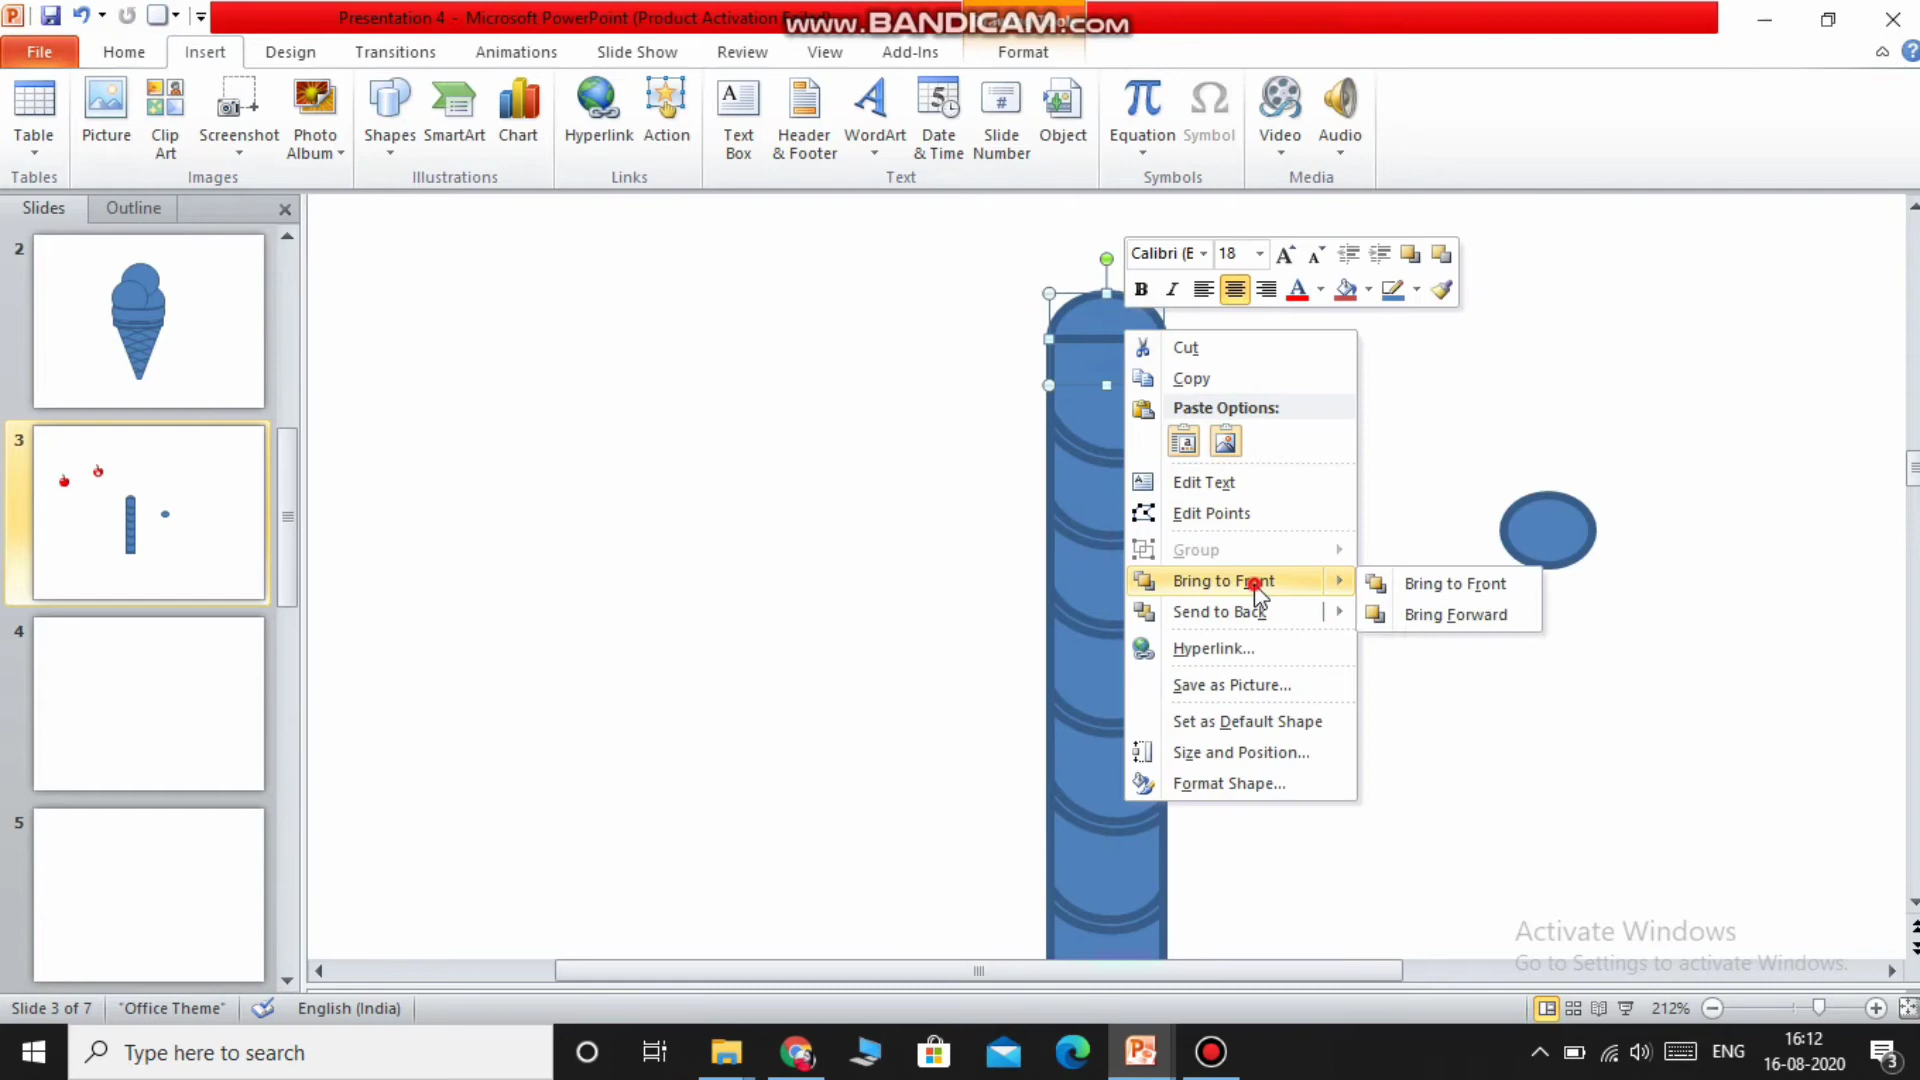 Presentation 4 - Microsoft PowerPoint (Product Activation
www.BANDICAM.com
File
Home
Insert
Design
Transitions
Animations
Slide Show
Review
View
Add-Ins
Format
Table
Picture
Clip Art
Screenshot
Photo Album
Shapes
SmartArt
Chart
Hyperlink
Action
Text Box
Header & Footer
WordArt
Date & Time
Slide Number
Object
Equation
Symbol
Video
Audio
Tables
Images
Illustrations
Links
Text
Symbols
Media
Slides
Outline
2
3
4
5
Calibri (E
18
Cut
Copy
Paste Options:
Edit Text
Edit Points
Group
Bring to Front
Send to Back
Hyperlink...
Save as Picture...
Set as Default Shape
Size and Position...
Format Shape...
Bring to Front
Bring Forward
Activate Windows
Go to Settings to activate Windows.
Slide 3 of 7
"Office Theme"
English (India)
212%
Type here to search
ENG
16:12
16-08-2020
3